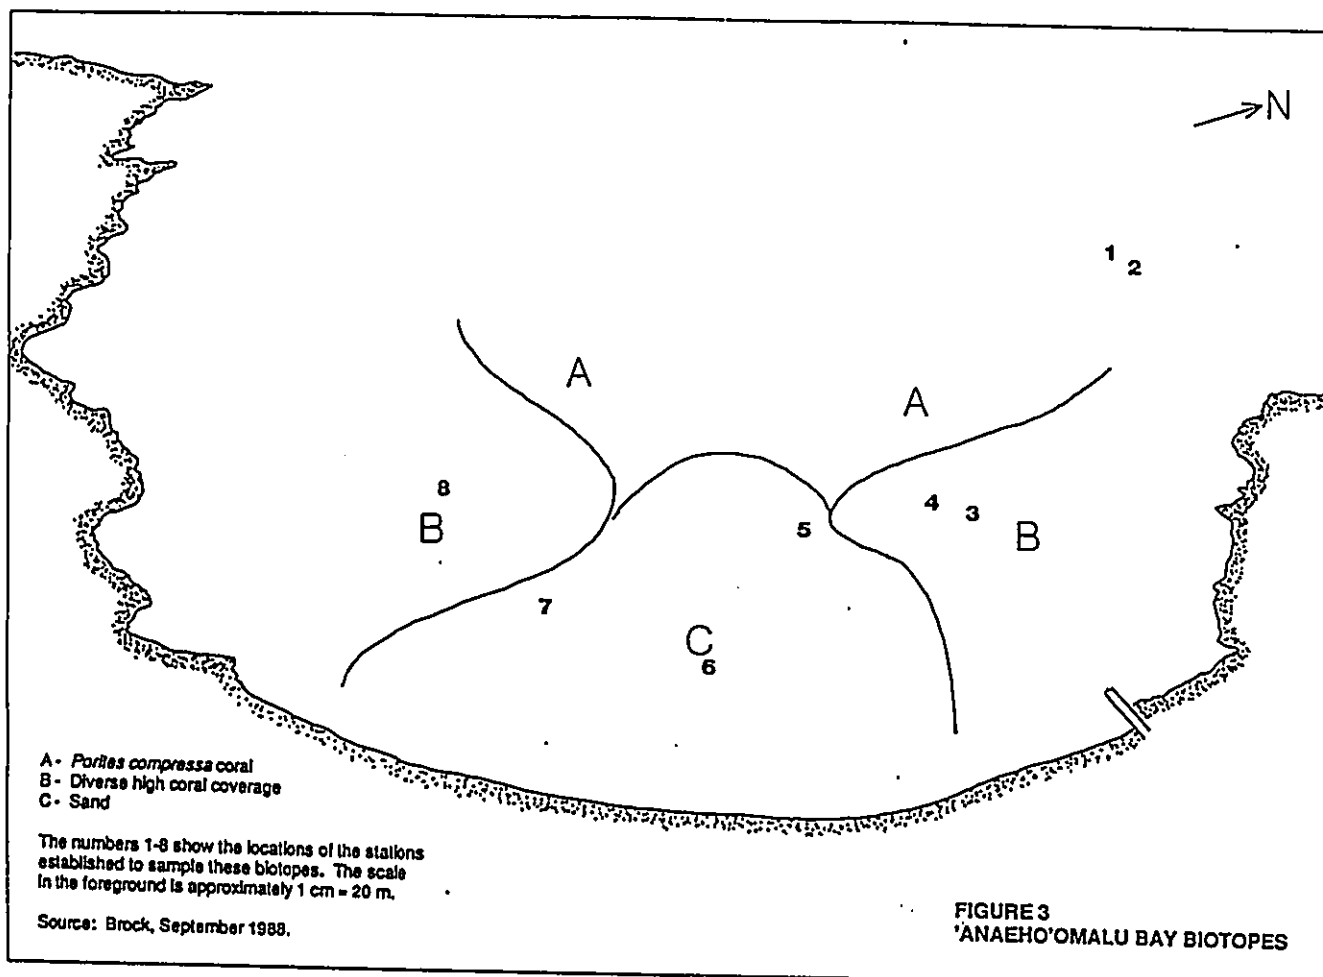 N
1
2
A
A
8
4
3
B
5
B
7
C
6
A - Porites compressa coral
B - Diverse high coral coverage
C - Sand
The numbers 1-8 show the locations of the stations
established to sample these biotopes. The scale
in the foreground is approximately 1 cm = 20 m.
Source: Brock, September 1988.
FIGURE 3
'ANAEHO'OMALU BAY BIOTOPES